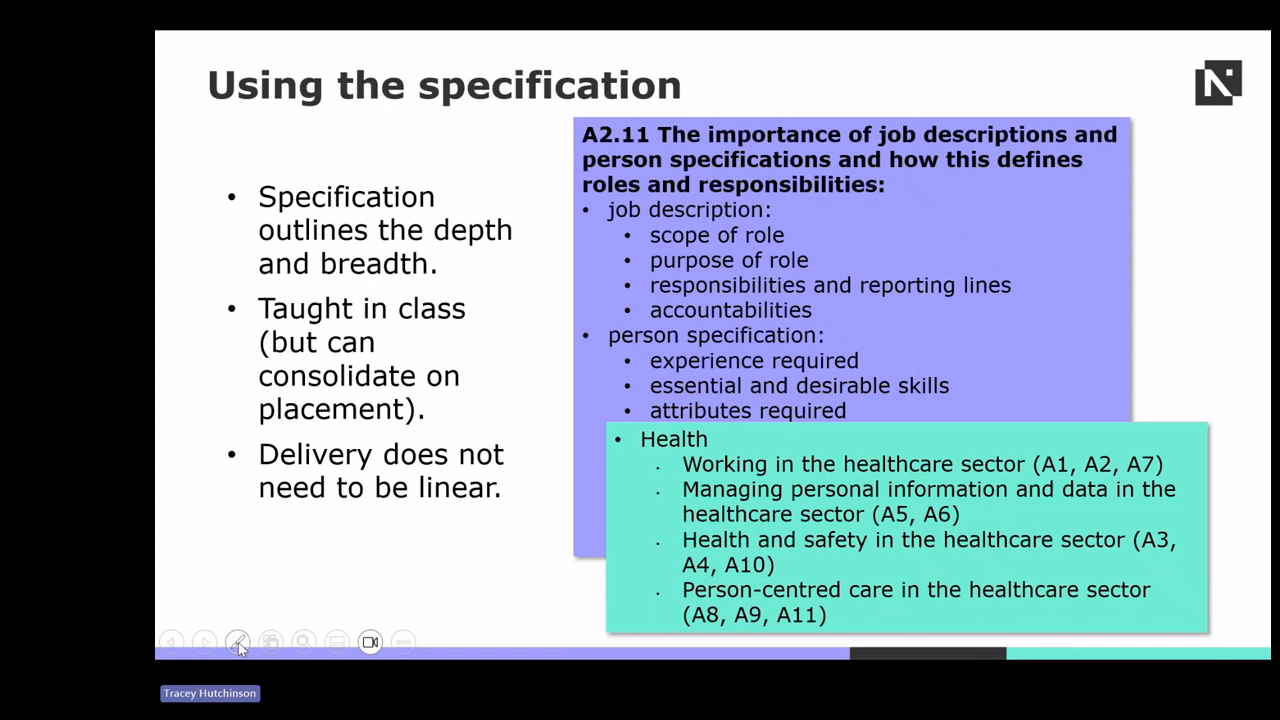 Using the specification
N
• Specification
outlines the depth
and breadth.
• Taught in class
(but can
consolidate on
placement).
• Delivery does not
need to be linear.
A2.11 The importance of job descriptions and
person specifications and how this defines
roles and responsibilities:
• job description:
• scope of role
• purpose of role
• responsibilities and reporting lines
• accountabilities
• person specification:
• experience required
• essential and desirable skills
• attributes required
• Health
• Working in the healthcare sector (A1, A2, A7)
• Managing personal information and data in the
healthcare sector (A5, A6)
• Health and safety in the healthcare sector (A3,
A4, A10)
• Person-centred care in the healthcare sector
(A8, A9, A11)
Tracey Hutchinson